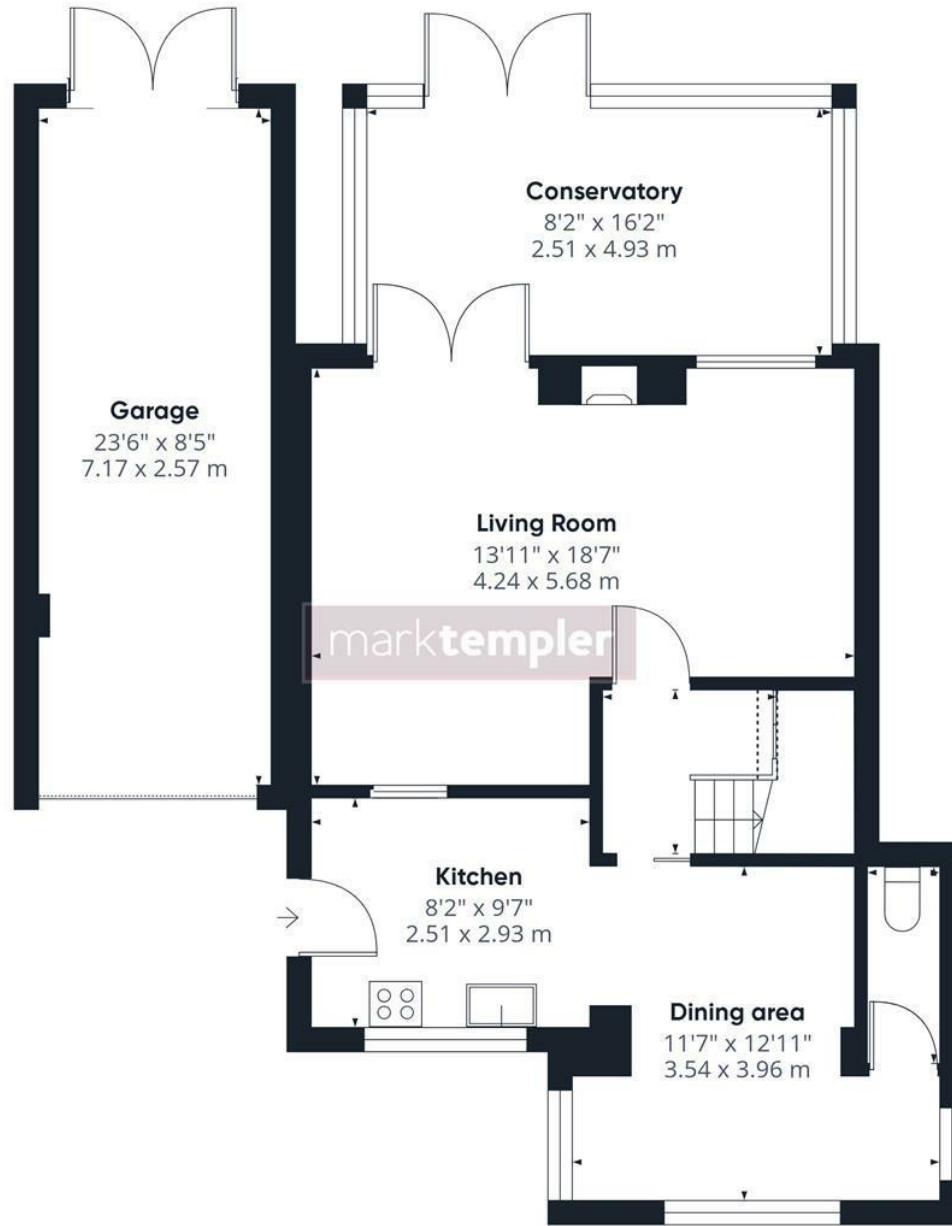 Conservatory
8'2" x 16'2"
2.51 x 4.93 m
Garage
23'6" x 8'5"
7.17 x 2.57 m
Living Room
13'11" x 18'7"
4.24 x 5.68 m
marktempler
Kitchen
8'2" x 9'7"
2.51 x 2.93 m
Dining area
11'7" x 12'11"
3.54 x 3.96 m